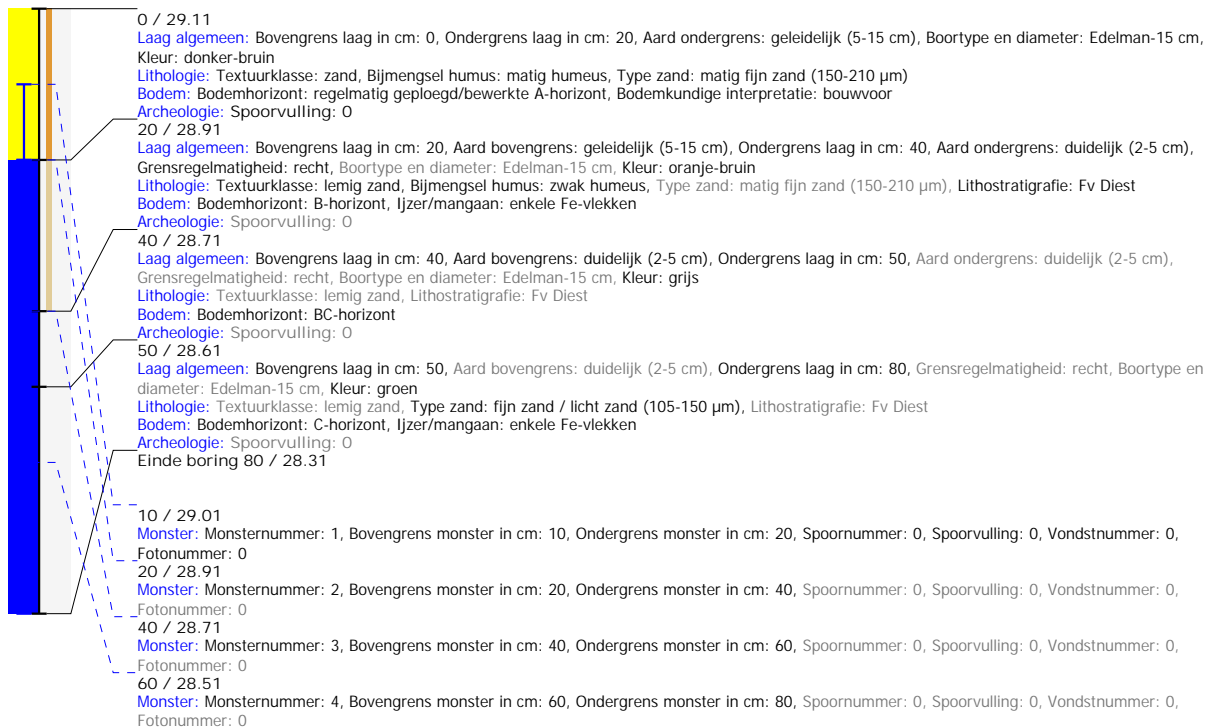 0 / 29.11
Laag algemeen: Bovengrens laag in cm: 0, Ondergrens laag in cm: 20, Aard ondergrens: geleidelijk (5-15 cm), Boortype en diameter: Edelman-15 cm,
Kleur: donker-bruin
Lithologie: Textuurklasse: zand, Bijmengsel humus: matig humeus, Type zand: matig fijn zand (150-210 µm)
Bodem: Bodemhorizont: regelmatig geploegd/bewerkte A-horizont, Bodemkundige interpretatie: bouwvoor
Archeologie: Spoorvulling: 0
20 / 28.91
Laag algemeen: Bovengrens laag in cm: 20, Aard bovengrens: geleidelijk (5-15 cm), Ondergrens laag in cm: 40, Aard ondergrens: duidelijk (2-5 cm),
Grensregelmatigheid: recht, Boortype en diameter: Edelman-15 cm, Kleur: oranje-bruin
Lithologie: Textuurklasse: lemig zand, Bijmengsel humus: zwak humeus, Type zand: matig fijn zand (150-210 µm), Lithostratigrafie: Fv Diest
Bodem: Bodemhorizont: B-horizont, Ijzer/mangaan: enkele Fe-vlekken
Archeologie: Spoorvulling: 0
40 / 28.71
Laag algemeen: Bovengrens laag in cm: 40, Aard bovengrens: duidelijk (2-5 cm), Ondergrens laag in cm: 50, Aard ondergrens: duidelijk (2-5 cm),
Grensregelmatigheid: recht, Boortype en diameter: Edelman-15 cm, Kleur: grijs
Lithologie: Textuurklasse: lemig zand, Lithostratigrafie: Fv Diest
Bodem: Bodemhorizont: BC-horizont
Archeologie: Spoorvulling: 0
50 / 28.61
Laag algemeen: Bovengrens laag in cm: 50, Aard bovengrens: duidelijk (2-5 cm), Ondergrens laag in cm: 80, Grensregelmatigheid: recht, Boortype en
diameter: Edelman-15 cm, Kleur: groen
Lithologie: Textuurklasse: lemig zand, Type zand: fijn zand / licht zand (105-150 µm), Lithostratigrafie: Fv Diest
Bodem: Bodemhorizont: C-horizont, Ijzer/mangaan: enkele Fe-vlekken
Archeologie: Spoorvulling: 0
Einde boring 80 / 28.31
10 / 29.01
Monster: Monsternummer: 1, Bovengrens monster in cm: 10, Ondergrens monster in cm: 20, Spoornummer: 0, Spoorvulling: 0, Vondstnummer: 0,
Fotonummer: 0
20 / 28.91
Monster: Monsternummer: 2, Bovengrens monster in cm: 20, Ondergrens monster in cm: 40, Spoornummer: 0, Spoorvulling: 0, Vondstnummer: 0,
Fotonummer: 0
40 / 28.71
Monster: Monsternummer: 3, Bovengrens monster in cm: 40, Ondergrens monster in cm: 60, Spoornummer: 0, Spoorvulling: 0, Vondstnummer: 0,
Fotonummer: 0
60 / 28.51
Monster: Monsternummer: 4, Bovengrens monster in cm: 60, Ondergrens monster in cm: 80, Spoornummer: 0, Spoorvulling: 0, Vondstnummer: 0,
Fotonummer: 0